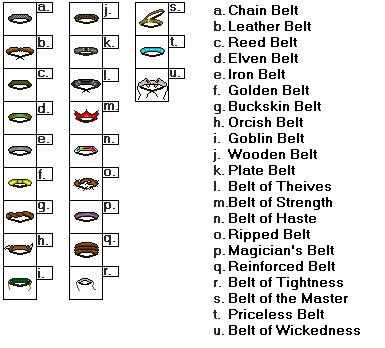 a.
b.
c.
d.
e.
f.
g.
h.
i.
j.
k.
l.
m.
n.
o.
p.
q.
r.
s.
t.
u.
a. Chain Belt
b. Leather Belt
c. Reed Belt
d. Elven Belt
e. Iron Belt
f. Golden Belt
g. Buckskin Belt
h. Orcish Belt
i. Goblin Belt
j. Wooden Belt
k. Plate Belt
l. Belt of Theives
m. Belt of Strength
n. Belt of Haste
o. Ripped Belt
p. Magician's Belt
q. Reinforced Belt
r. Belt of Tightness
s. Belt of the Master
t. Priceless Belt
u. Belt of Wickedness